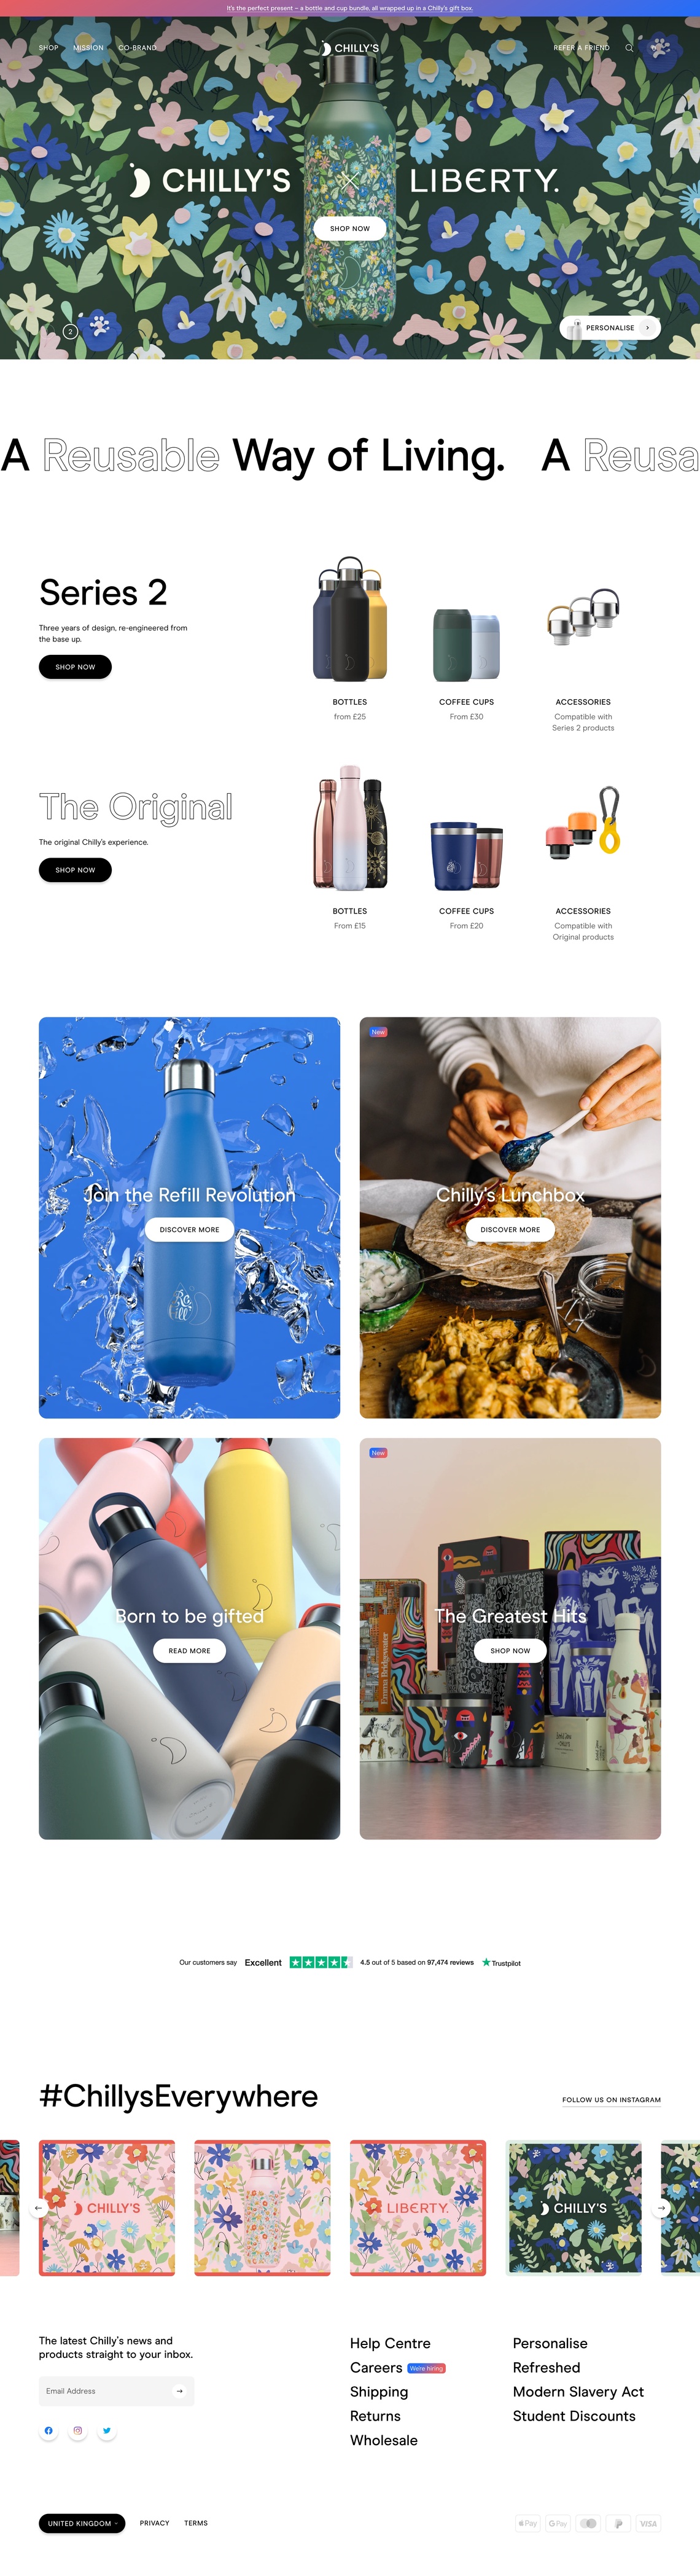 It's the perfect present – a bottle and cup bundle, all wrapped up in a Chilly's gift box.
SHOP MISSION CO-BRAND
CHILLY'S
REFER A FRIEND
CHILLY'S
LIBERTY.
SHOP NOW
2
PERSONALISE
A Reusable Way of Living. A Reusa
Series 2
Three years of design, re-engineered from
the base up.
SHOP NOW
BOTTLES
from £25
COFFEE CUPS
From £30
ACCESSORIES
Compatible with
Series 2 products
The Original
The original Chilly's experience.
SHOP NOW
BOTTLES
From £15
COFFEE CUPS
From £20
ACCESSORIES
Compatible with
Original products
Join the Refill Revolution
DISCOVER MORE
Re
fill
New
Chilly's Lunchbox
DISCOVER MORE
Born to be gifted
READ MORE
New
The Greatest Hits
SHOP NOW
Emma Bridgewater
Our customers say Excellent 4.5 out of 5 based on 97,474 reviews Trustpilot
#ChillysEverywhere
FOLLOW US ON INSTAGRAM
CHILLY'S
LIBERTY.
CHILLY'S
The latest Chilly's news and
products straight to your inbox.
Email Address
Help Centre
Careers We're hiring
Shipping
Returns
Wholesale
Personalise
Refreshed
Modern Slavery Act
Student Discounts
UNITED KINGDOM PRIVACY TERMS
Pay G Pay VISA